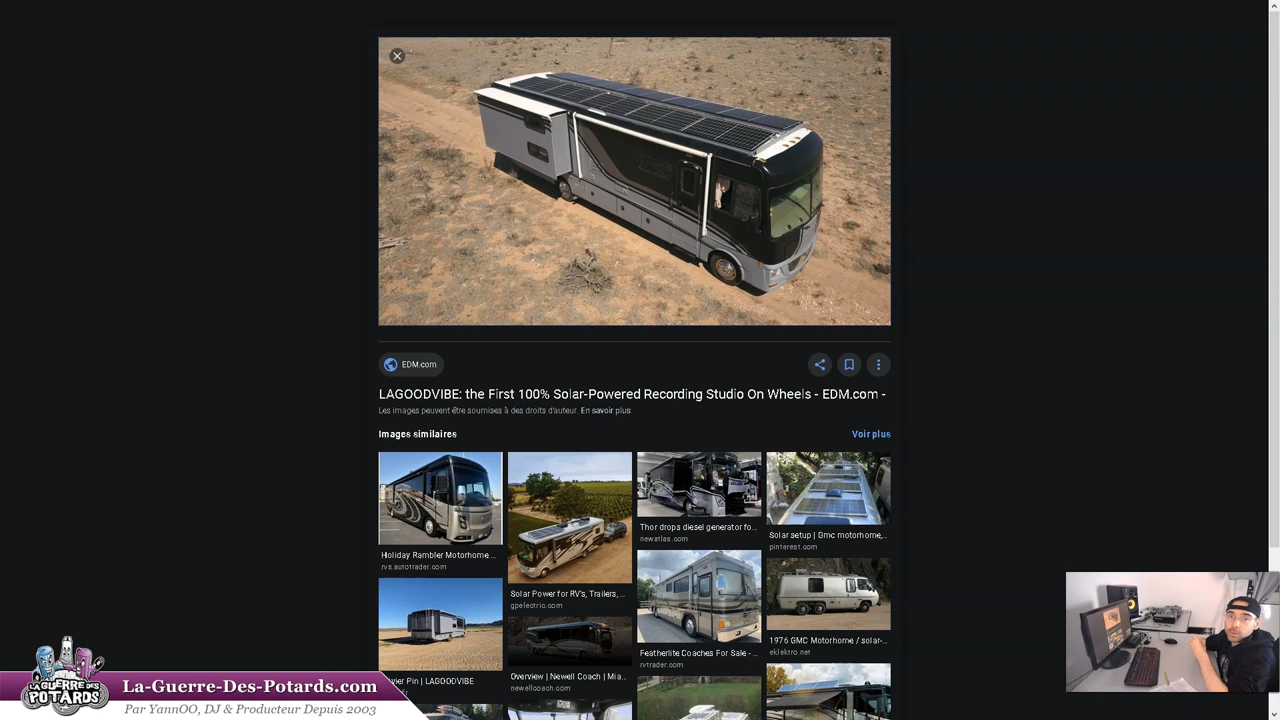 EDM.com
LAGOODVIBE: the First 100% Solar-Powered Recording Studio On Wheels - EDM.com -
Les images peuvent être soumises à des droits d'auteur. En savoir plus
Images similaires
Voir plus
Holiday Rambler Motorhome ...
rvs.autotrader.com
Solar Power for RV's, Trailers, ...
gpelectric.com
Thor drops diesel generator fo...
newatlas.com
Solar setup | Gmc motorhome,...
pinterest.com
Pin | LAGOODVIBE
Overview | Newell Coach | Mia...
newellcoach.com
Featherlite Coaches For Sale - ...
rvtrader.com
1976 GMC Motorhome / solar-...
eklektro.net
LA GUERRE DES
POTARDS
La-Guerre-Des-Potards.com
Par YannOO, DJ & Producteur Depuis 2003